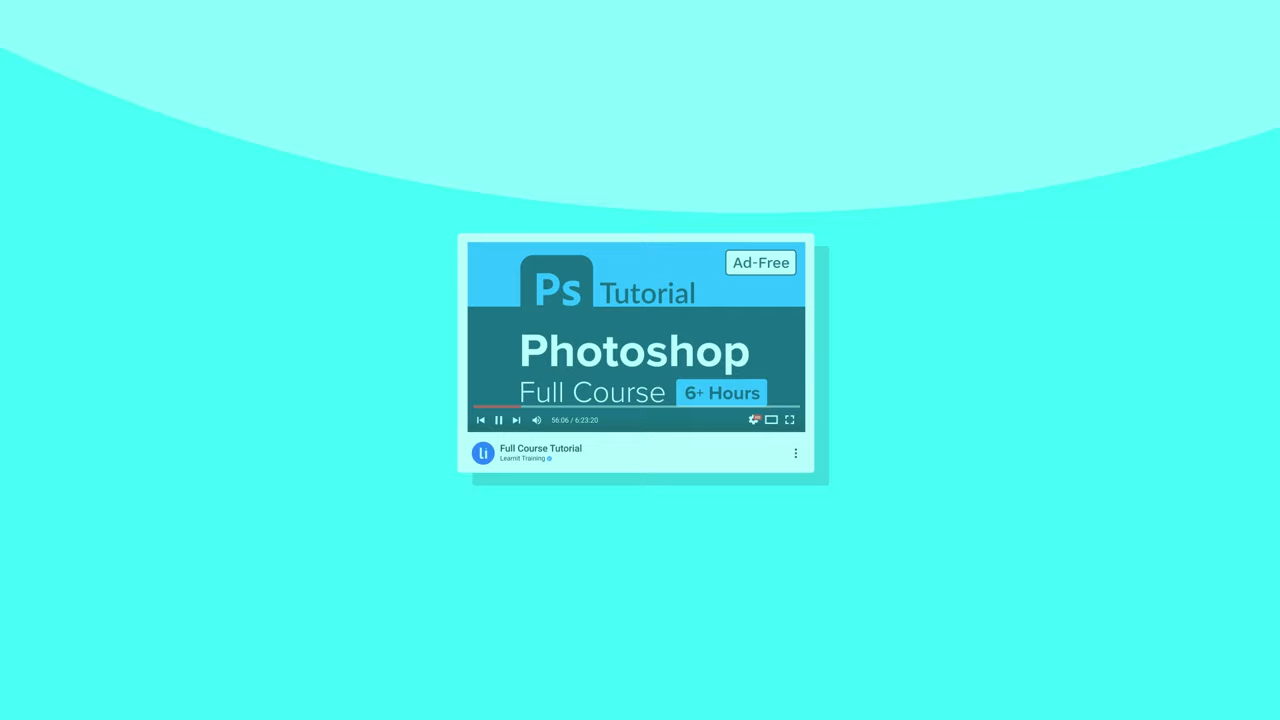 Ad-Free
Ps Tutorial
Photoshop
Full Course 6+ Hours
56:06 / 6:23:20
li Full Course Tutorial
Learnit Training